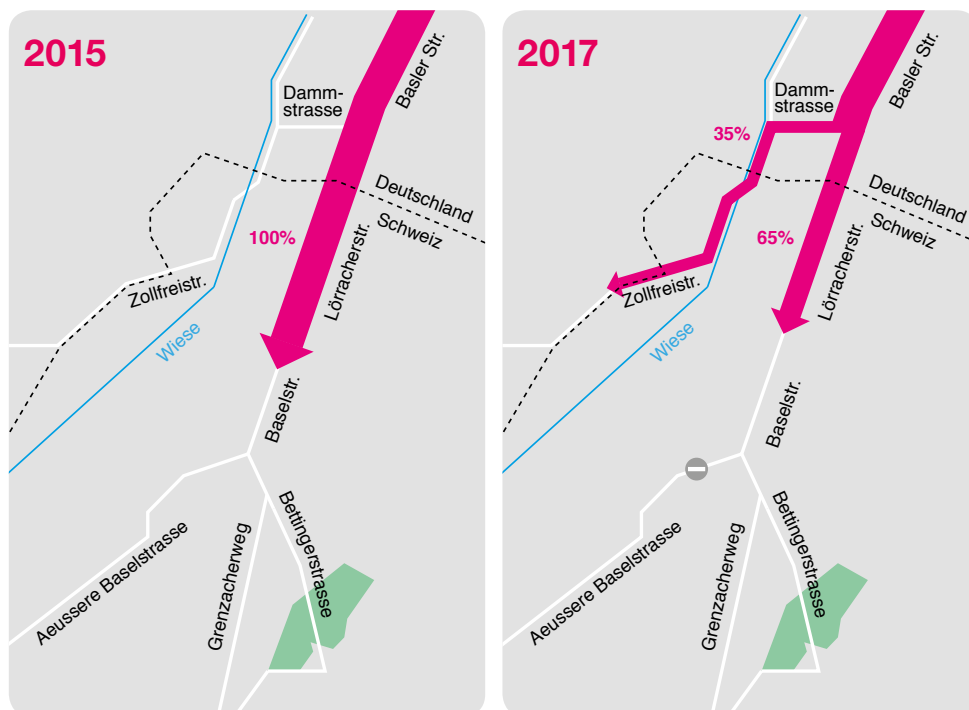 2015
Damm-
strasse
Basler Str.
Deutschland
Schweiz
100%
Lörracherstr.
Zollfreistr.
Wiese
Baselstr.
Bettingerstrasse
Grenzacherweg
Aeussere Baselstrasse
2017
Damm-
strasse
Basler Str.
35%
Deutschland
Schweiz
65%
Lörracherstr.
Zollfreistr.
Wiese
Baselstr.
Bettingerstrasse
Grenzacherweg
Aeussere Baselstrasse